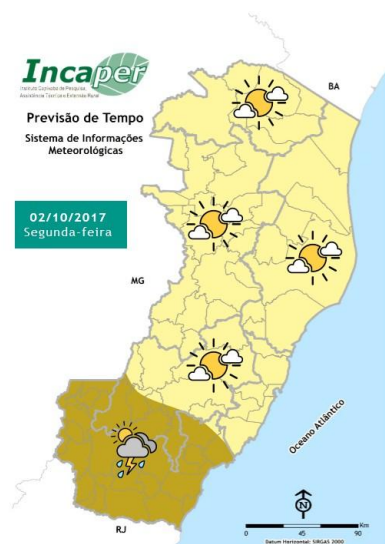 Incaper
Instituto Capixaba de Pesquisa,
Assistência Técnica e Extensão Rural
Previsão de Tempo
Sistema de Informações
Meteorológicas
02/10/2017
Segunda-feira
BA
MG
Oceano Atlântico
RJ
N
Km
0 45 90
Datum Horizontal: SIRGAS 2000